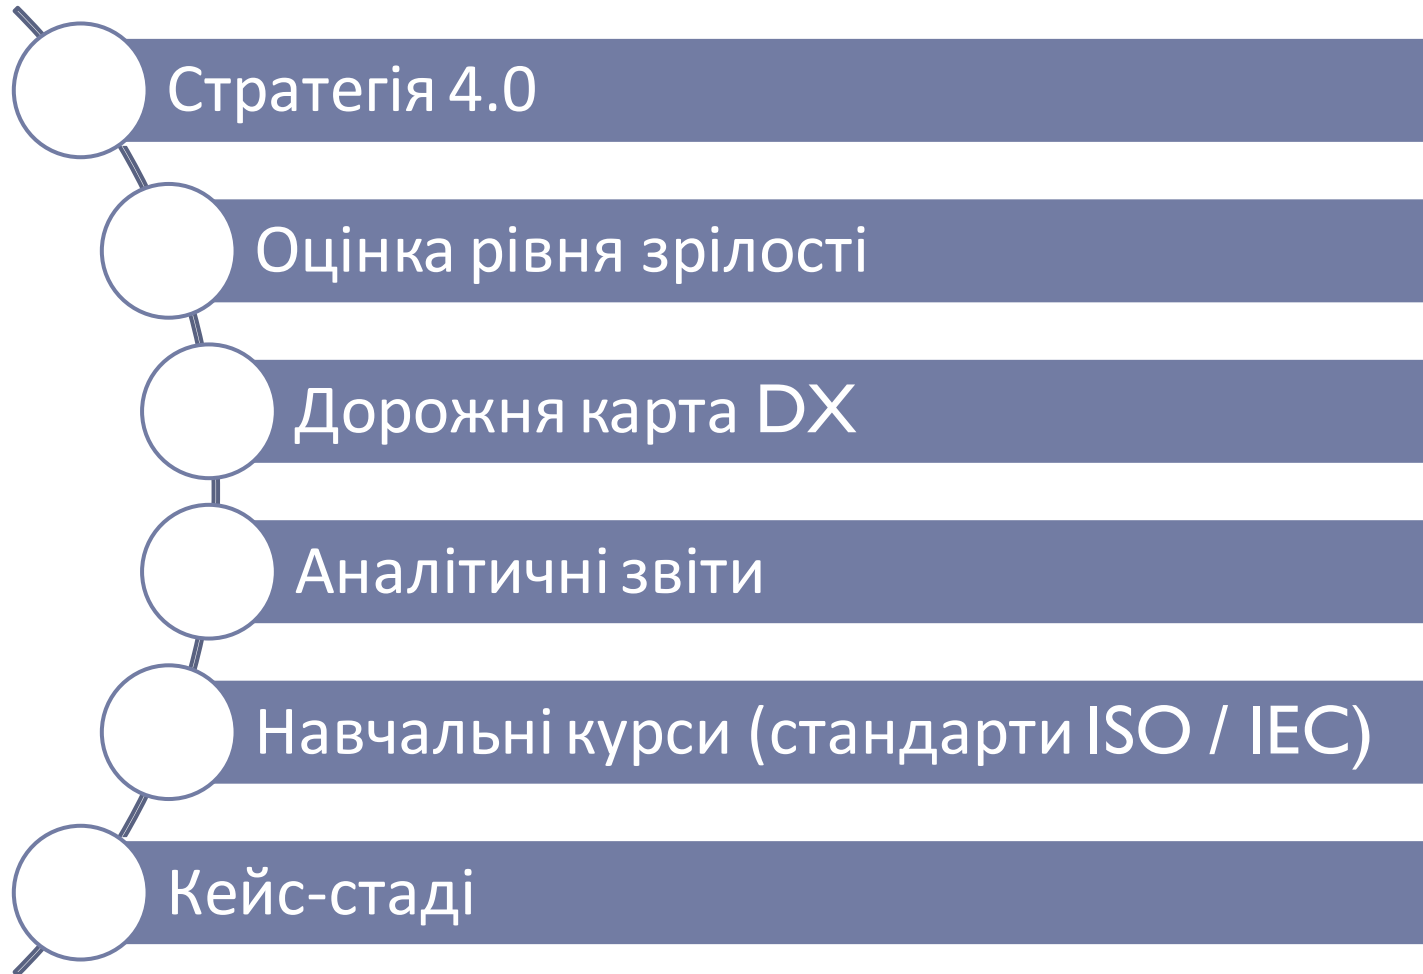 Стратегія 4.0
Оцінка рівня зрілості
Дорожня карта DX
Аналітичні звіти
Навчальні курси (стандарти ISO / IEC)
Кейс-стаді